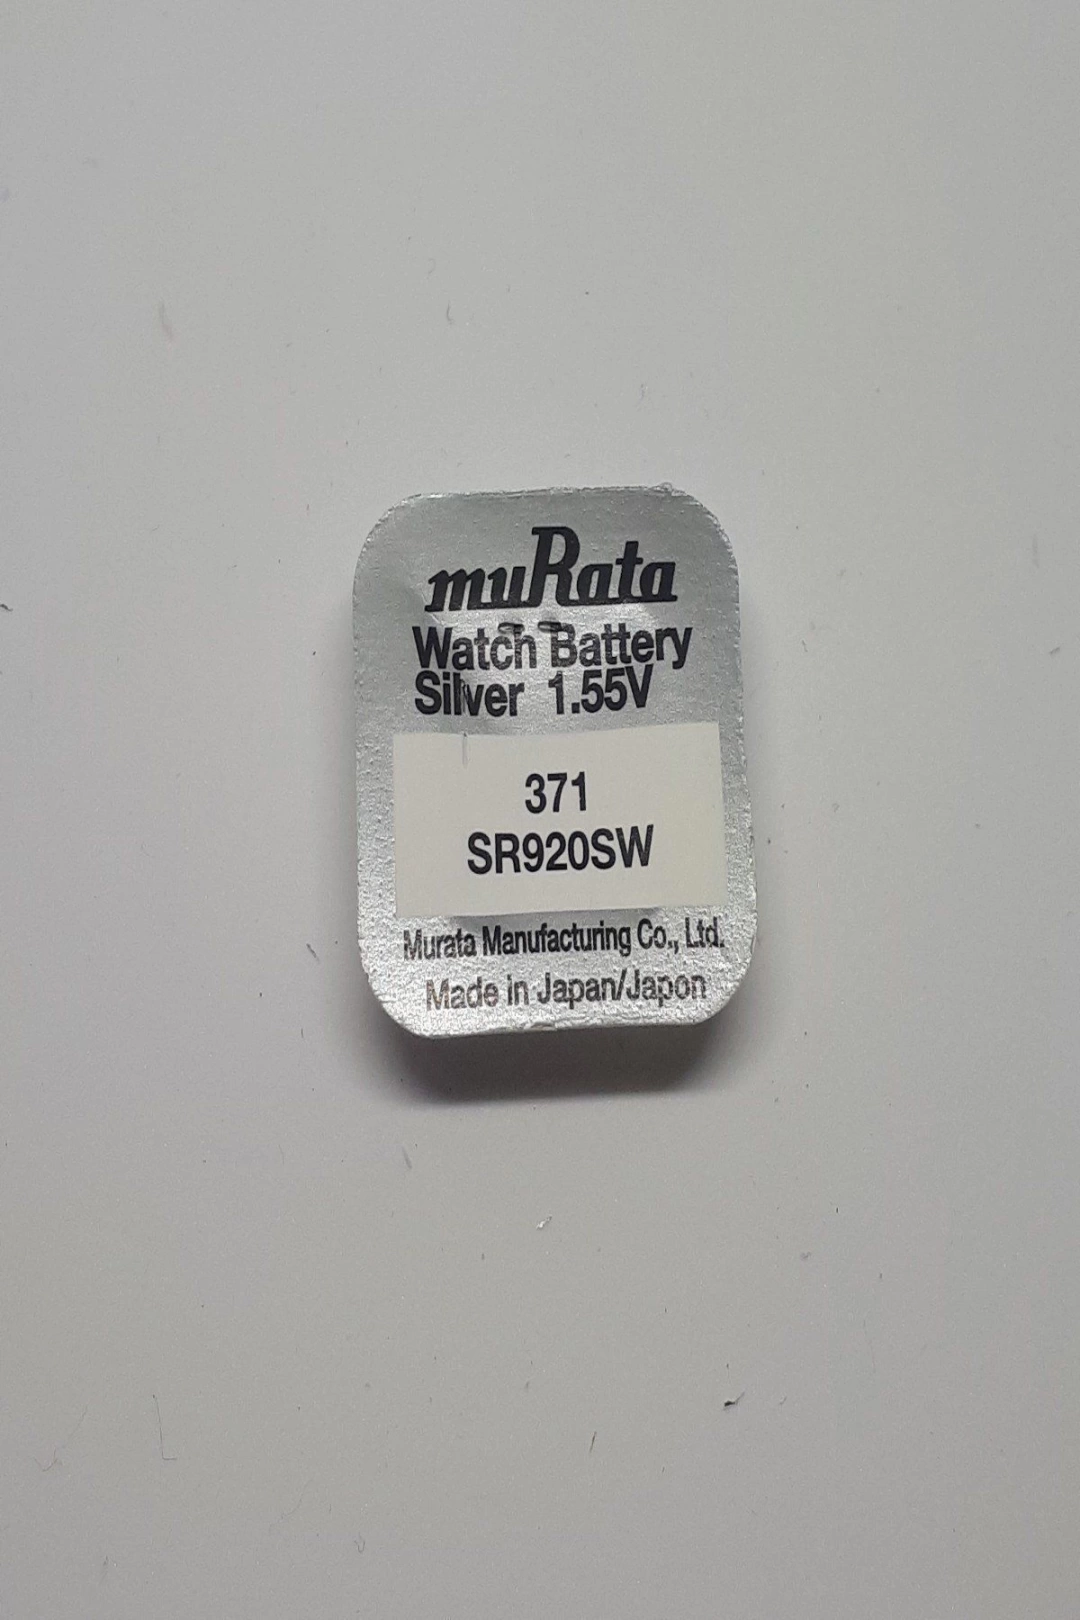 muRata
Watch Battery
Silver 1.55V
371
SR920SW
Murata Manufacturing Co., Ltd.
Made in Japan/Japon